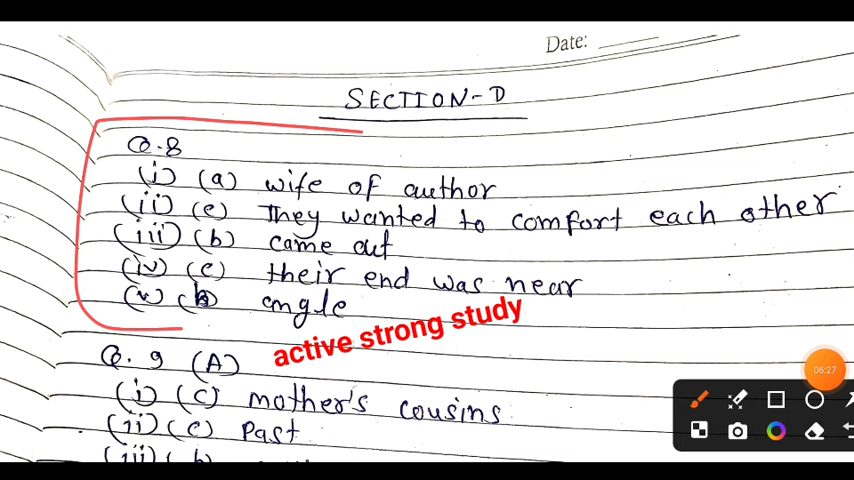 Date:
SECTION-D
Q.8
(i) (a) wife of author
(ii) (c) They wanted to comfort each other
(iii) (b) came out
(iv) (c) their end was near
(v) (b) angle
active strong study
Q. 9 (A)
(i) (c) mother's cousins
(ii) (c) Past
(iii) (b)
06:27